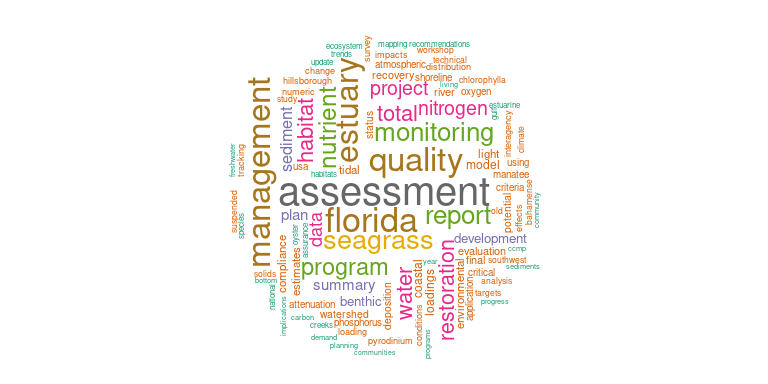 ecosystem
mapping
recommendations
survey
workshop
trends
impacts
technical
update
atmospheric
distribution
change
recovery
shoreline
living
chlorophylla
hillsborough
project
river
oxygen
numeric
study
estuary
management
habitat
nutrient
total
nitrogen
estuarine
gulf
status
monitoring
interagency
climate
sediment
quality
light
model
using
usa
tidal
habitats
manatee
freshwater
tracking
assessment
criteria
potential
effects
bahamense
community
suspended
species
plan
data
florida
report
old
oyster
assurance
seagrass
development
ccmp
compliance
estimates
program
water
coastal
year
restoration
evaluation
final
southwest
sediments
solids
bottom
national
summary
loadings
environmental
critical
analysis
application
targets
progress
implications
carbon
attenuation
benthic
deposition
watershed
creeks
phosphorus
loading
conditions
demand
planning
pyrodinium
programs
communities